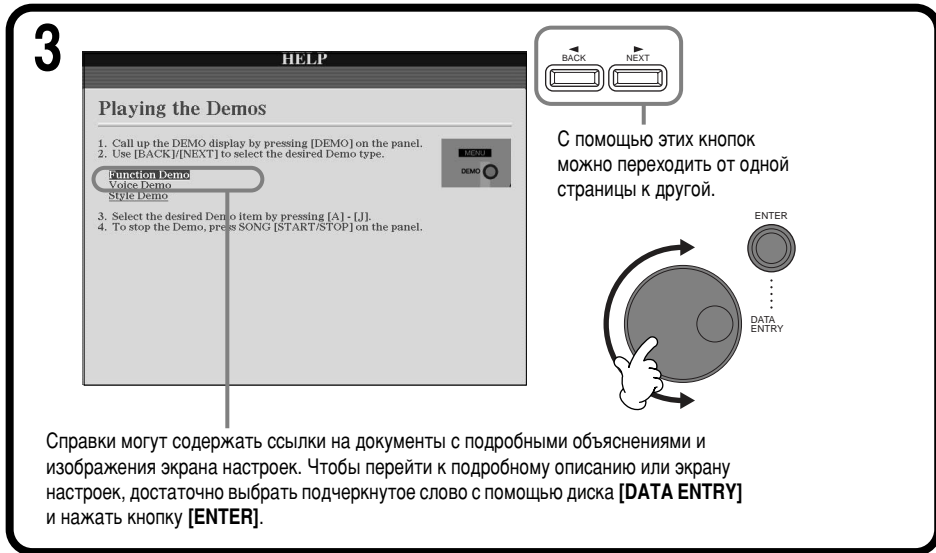 3
HELP
Playing the Demos
1. Call up the DEMO display by pressing [DEMO] on the panel.
2. Use [BACK]/[NEXT] to select the desired Demo type.
MENU
DEMO
Function Demo
Voice Demo
Style Demo
3. Select the desired Demo item by pressing [A] - [J].
4. To stop the Demo, press SONG [START/STOP] on the panel.
BACK NEXT
С помощью этих кнопок
можно переходить от одной
страницы к другой.
ENTER
DATA
ENTRY
Справки могут содержать ссылки на документы с подробными объяснениями и
изображения экрана настроек. Чтобы перейти к подробному описанию или экрану
настроек, достаточно выбрать подчеркнутое слово с помощью диска [DATA ENTRY]
и нажать кнопку [ENTER].